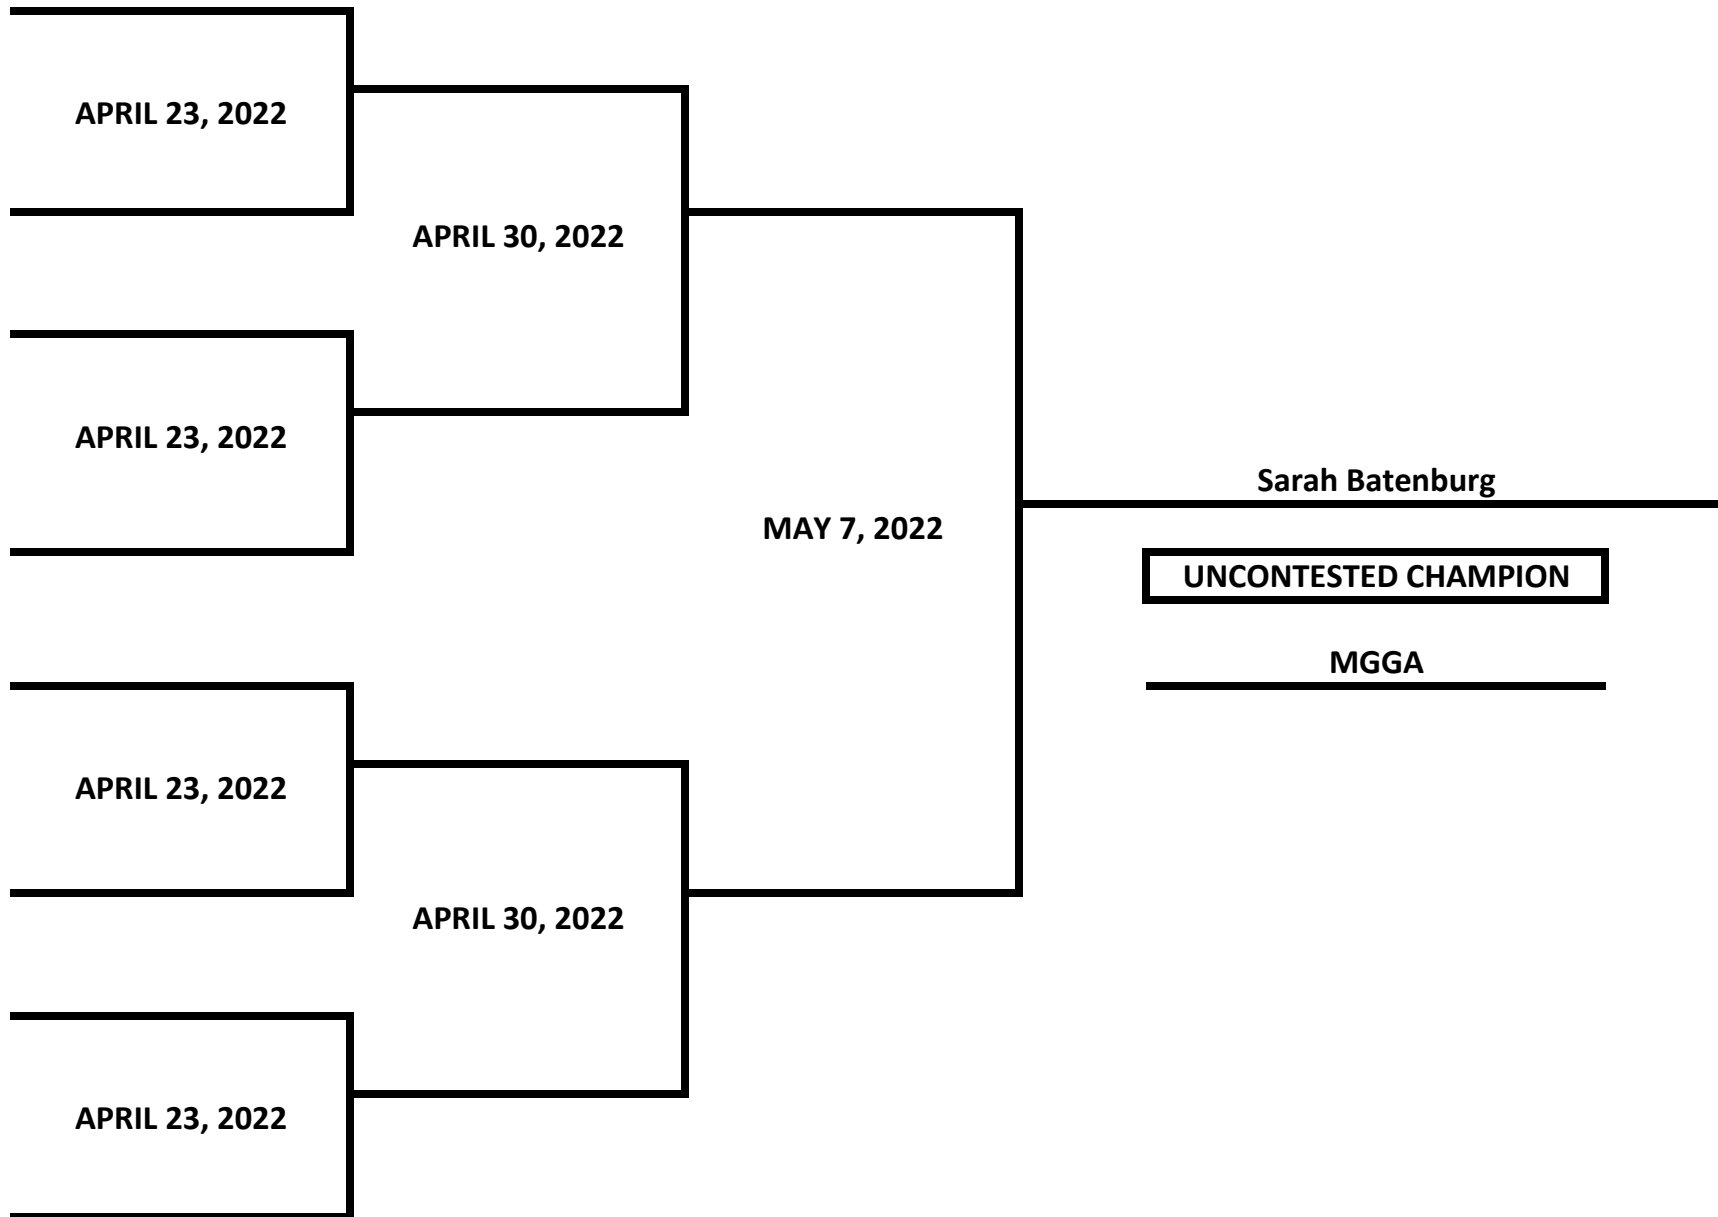 APRIL 23, 2022
APRIL 30, 2022
APRIL 23, 2022
Sarah Batenburg
MAY 7, 2022
UNCONTESTED CHAMPION
MGGA
APRIL 23, 2022
APRIL 30, 2022
APRIL 23, 2022